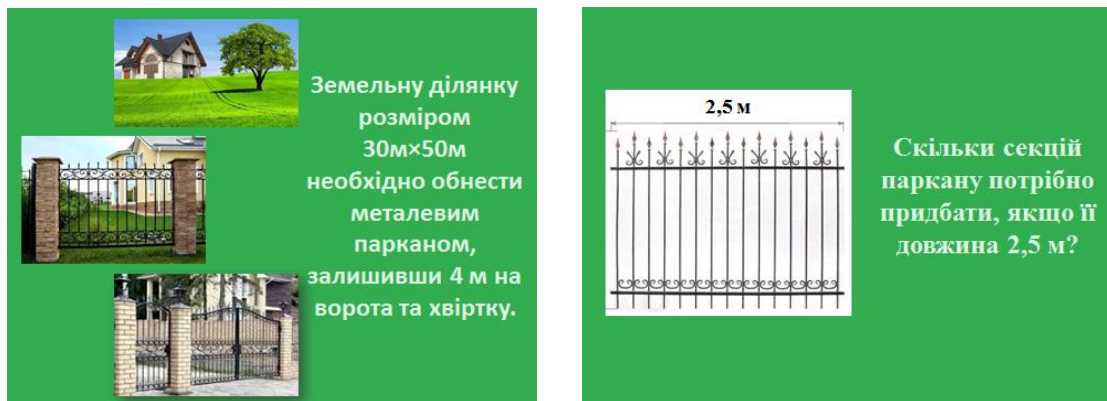 Земельну ділянку
розміром
30м×50м
необхідно обнести
металевим
парканом,
залишивши 4 м на
ворота та хвіртку.
2,5 м
Скільки секцій
паркану потрібно
придбати, якщо її
довжина 2,5 м?